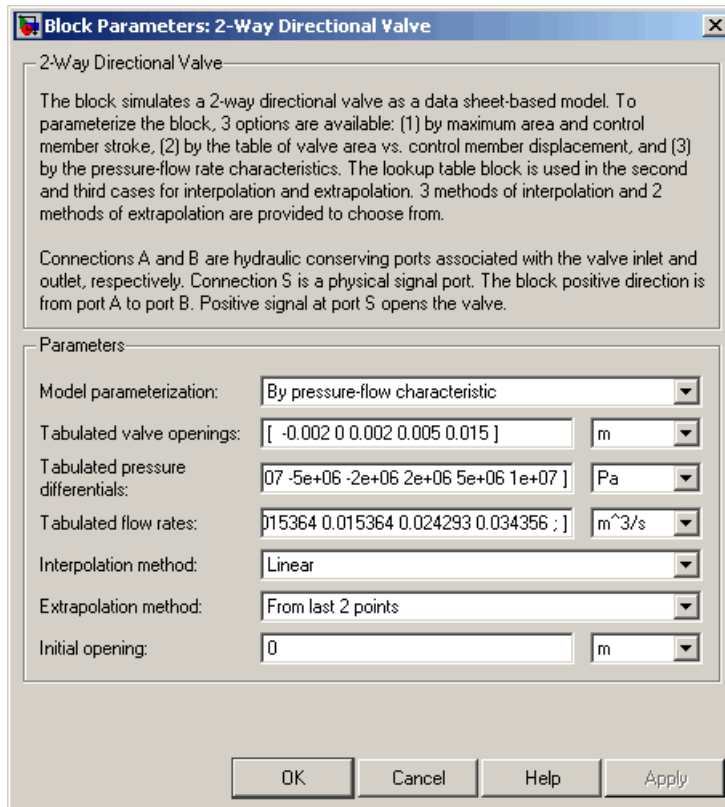 Block Parameters: 2-Way Directional Valve
2-Way Directional Valve
The block simulates a 2-way directional valve as a data sheet-based model. To
parameterize the block, 3 options are available: (1) by maximum area and control
member stroke, (2) by the table of valve area vs. control member displacement, and (3)
by the pressure-flow rate characteristics. The lookup table block is used in the second
and third cases for interpolation and extrapolation. 3 methods of interpolation and 2
methods of extrapolation are provided to choose from.
Connections A and B are hydraulic conserving ports associated with the valve inlet and
outlet, respectively. Connection S is a physical signal port. The block positive direction is
from port A to port B. Positive signal at port S opens the valve.
Parameters
Model parameterization: By pressure-flow characteristic
Tabulated valve openings: [ -0.002 0 0.002 0.005 0.015 ] m
Tabulated pressure
differentials: 07 -5e+06 -2e+06 2e+06 5e+06 1e+07 ] Pa
Tabulated flow rates: 015364 0.015364 0.024293 0.034356 ; ] m^3/s
Interpolation method: Linear
Extrapolation method: From last 2 points
Initial opening: 0 m
OK Cancel Help Apply